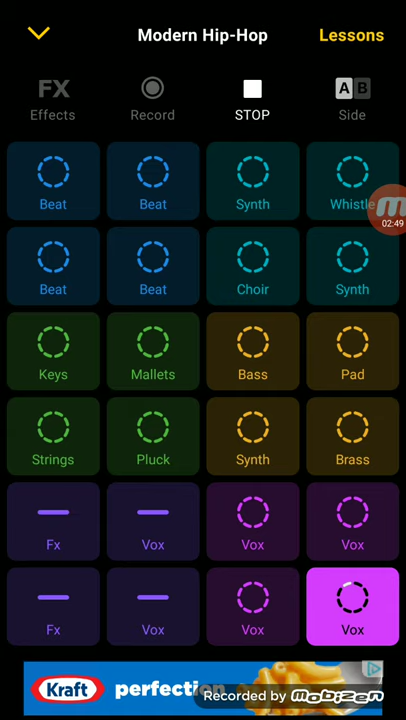 Modern Hip-Hop
Lessons
FX
Effects
Record
STOP
A B
Side
Beat
Beat
Synth
Whistle
02:49
Beat
Beat
Choir
Synth
Keys
Mallets
Bass
Pad
Strings
Pluck
Synth
Brass
Fx
Vox
Vox
Vox
Fx
Vox
Vox
Vox
Kraft
perfection
Recorded by mobizen